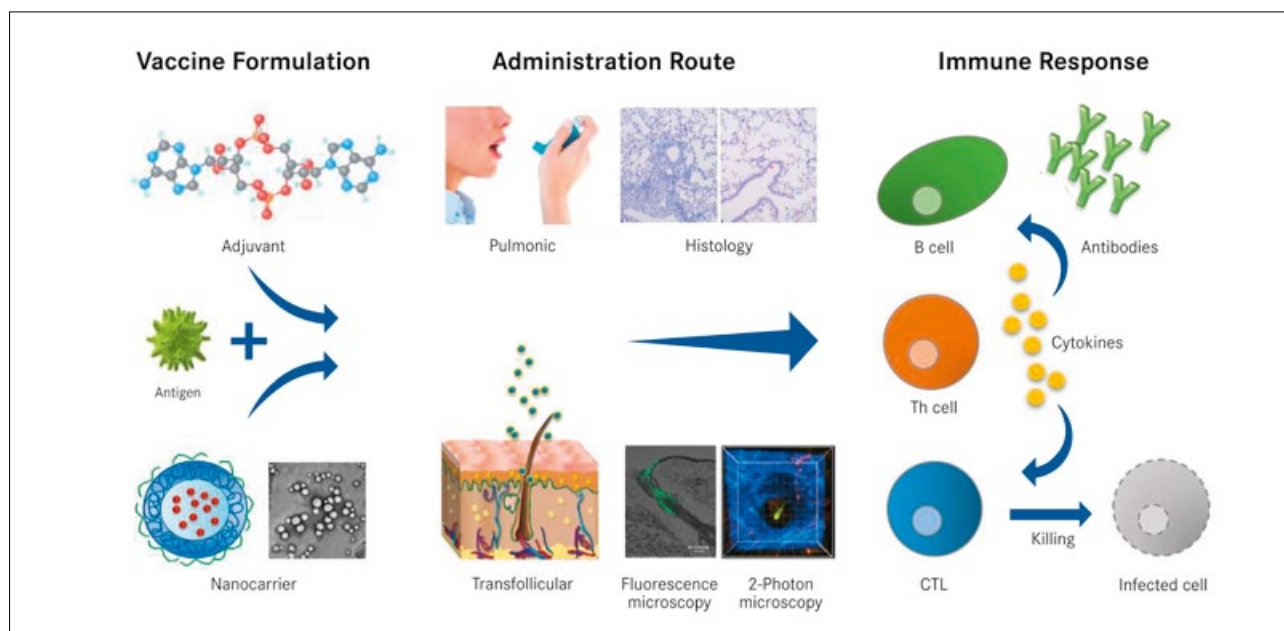 Vaccine Formulation
Administration Route
Immune Response
Adjuvant
Pulmonic
Histology
B cell
Antibodies
Antigen
Th cell
Cytokines
Nanocarrier
Transfollicular
Fluorescence
microscopy
2-Photon
microscopy
CTL
Killing
Infected cell